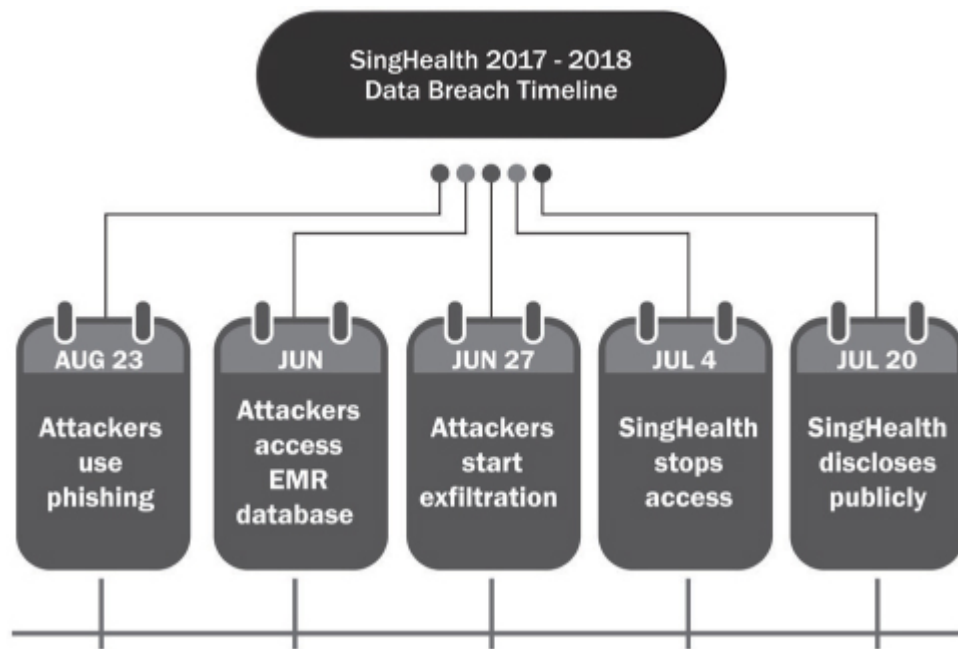 SingHealth 2017 - 2018
Data Breach Timeline
AUG 23
Attackers
use
phishing
JUN
Attackers
access
EMR
database
JUN 27
Attackers
start
exfiltration
JUL 4
SingHealth
stops
access
JUL 20
SingHealth
discloses
publicly